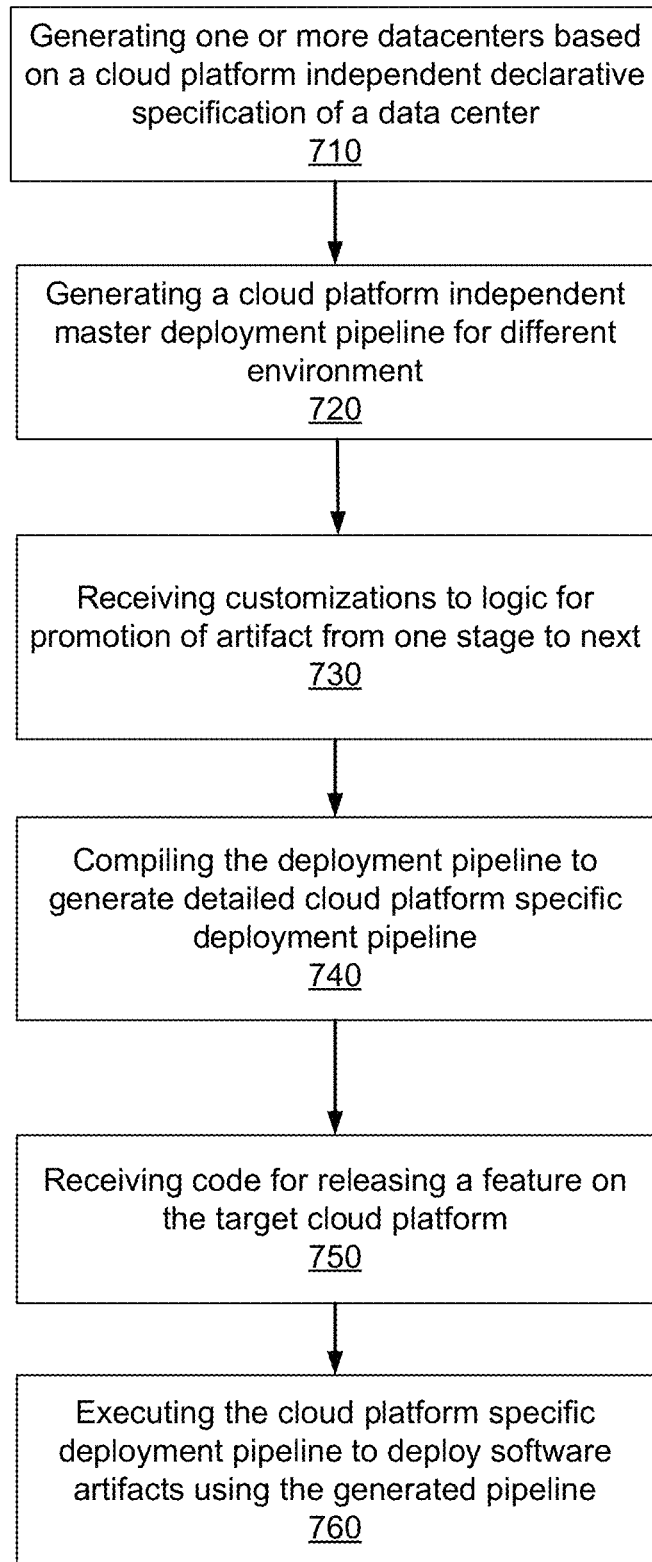 Generating one or more datacenters based
on a cloud platform independent declarative
specification of a data center
710
Generating a cloud platform independent
master deployment pipeline for different
environment
720
Receiving customizations to logic for
promotion of artifact from one stage to next
730
Compiling the deployment pipeline to
generate detailed cloud platform specific
deployment pipeline
740
Receiving code for releasing a feature on
the target cloud platform
750
Executing the cloud platform specific
deployment pipeline to deploy software
artifacts using the generated pipeline
760